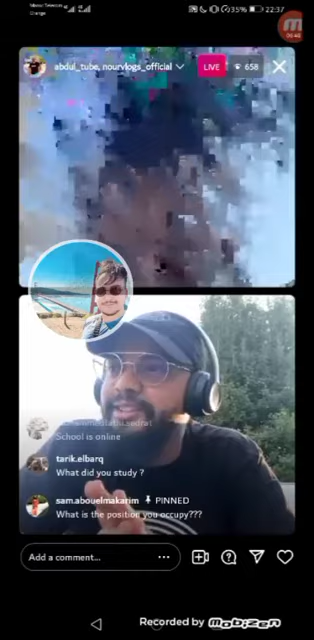 35% 22:37
abdul_tube, nourvlogs_official
LIVE
658
School is online
tarik.elbarq
What did you study ?
sam.abouelmakarim PINNED
What is the position you occupy???
Add a comment...
Recorded by Mobizen